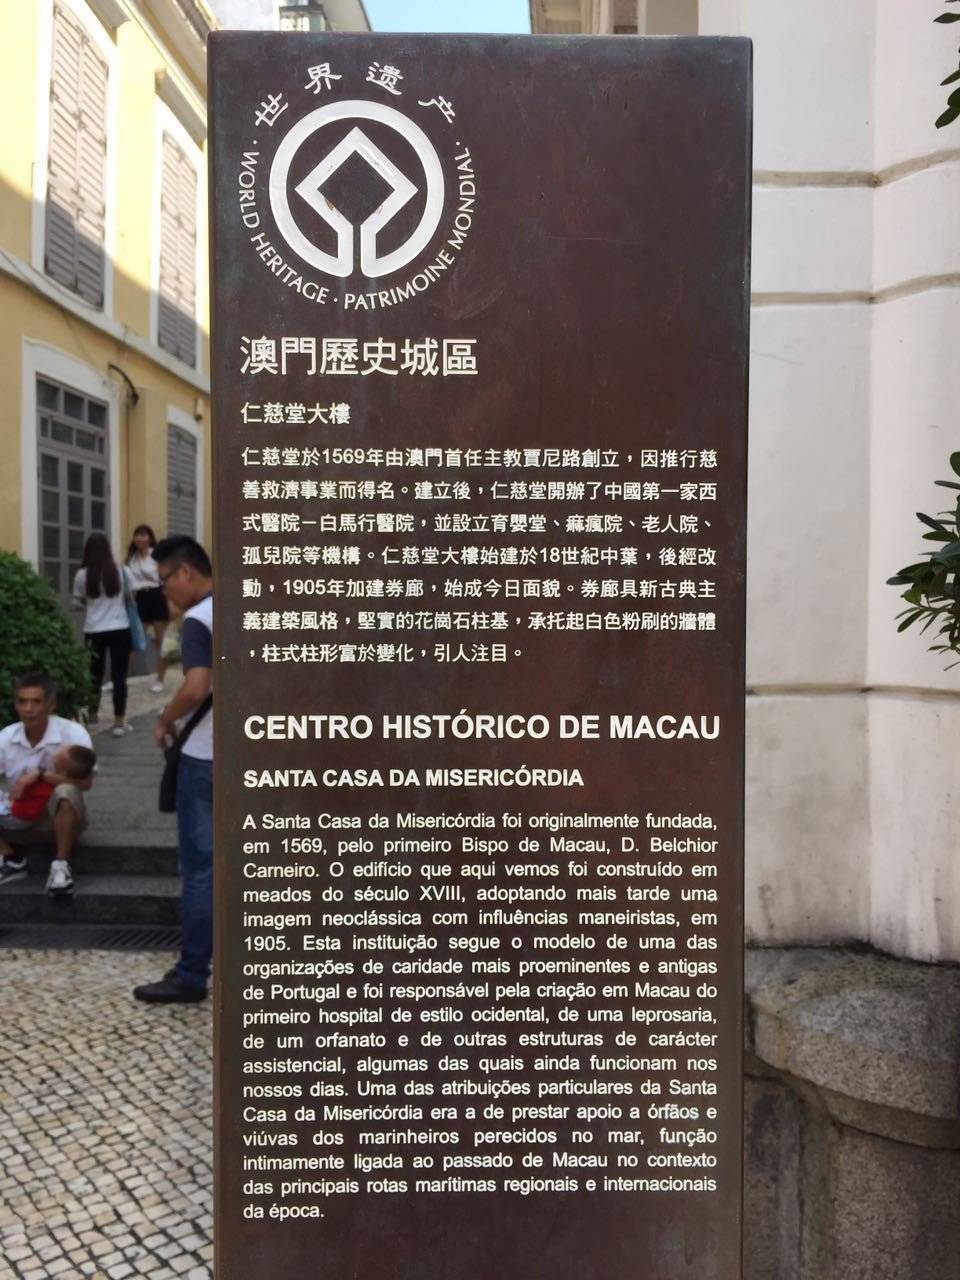 世界遗产
· WORLD HERITAGE · PATRIMOINE MONDIAL ·
澳門歷史城區
仁慈堂大樓
仁慈堂於1569年由澳門首任主教賈尼路創立，因推行慈
善救濟事業而得名。建立後，仁慈堂開辦了中國第一家西
式醫院－白馬行醫院，並設立育嬰堂、痳瘋院、老人院、
孤兒院等機構。仁慈堂大樓始建於18世紀中葉，後經改
動，1905年加建券廊，始成今日面貌。券廊具新古典主
義建築風格，堅實的花崗石柱基，承托起白色粉刷的牆體
，柱式柱形富於變化，引人注目。
CENTRO HISTÓRICO DE MACAU
SANTA CASA DA MISERICÓRDIA
A Santa Casa da Misericórdia foi originalmente fundada,
em 1569, pelo primeiro Bispo de Macau, D. Belchior
Carneiro. O edifício que aqui vemos foi construído em
meados do século XVIII, adoptando mais tarde uma
imagem neoclássica com influências maneiristas, em
1905. Esta instituição segue o modelo de uma das
organizações de caridade mais proeminentes e antigas
de Portugal e foi responsável pela criação em Macau do
primeiro hospital de estilo ocidental, de uma leprosaria,
de um orfanato e de outras estruturas de carácter
assistencial, algumas das quais ainda funcionam nos
nossos dias. Uma das atribuições particulares da Santa
Casa da Misericórdia era a de prestar apoio a órfãos e
viúvas dos marinheiros perecidos no mar, função
intimamente ligada ao passado de Macau no contexto
das principais rotas marítimas regionais e internacionais
da época.